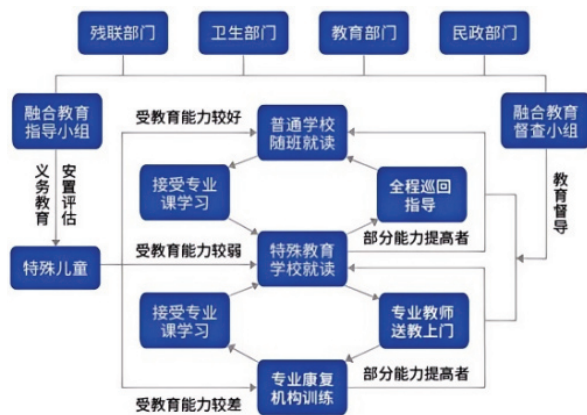 残联部门
卫生部门
教育部门
民政部门
融合教育
指导小组
受教育能力较好
普通学校
随班就读
融合教育
督查小组
义务教育
安置评估
接受专业
课学习
全程巡回
指导
教育督导
特殊儿童
受教育能力较弱
特殊教育
学校就读
部分能力提高者
接受专业
课学习
专业教师
送教上门
受教育能力较差
专业康复
机构训练
部分能力提高者